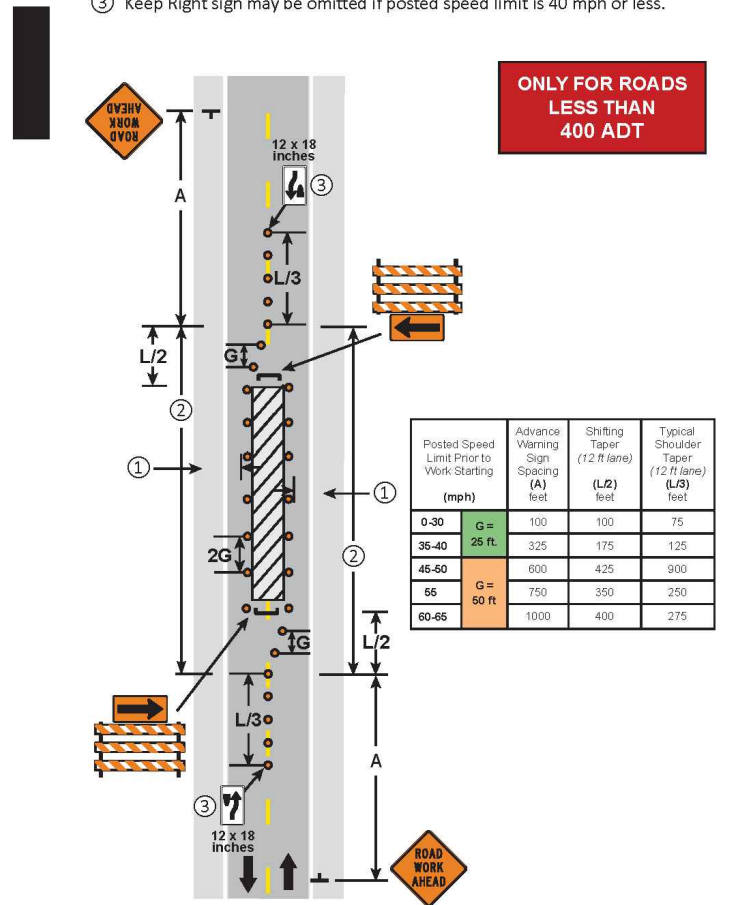 ③ Keep Right sign may be omitted if posted speed limit is 40 mph or less.
ROAD
WORK
AHEAD
ONLY FOR ROADS
LESS THAN
400 ADT
12 x 18
inches
③
A
L/3
L/2
G
②
①
①
2G
②
G
L/2
L/3
A
③
12 x 18
inches
ROAD
WORK
AHEAD
Posted Speed
Limit Prior to
Work Starting
(mph)
Advance
Warning
Sign
Spacing
(A)
feet
Shifting
Taper
(12 ft lane)
(L/2)
feet
Typical
Shoulder
Taper
(12 ft lane)
(L/3)
feet
0-30 G = 100 100 75
35-40 25 ft. 325 175 125
45-50 600 425 900
55 G = 750 350 250
60-65 50 ft 1000 400 275